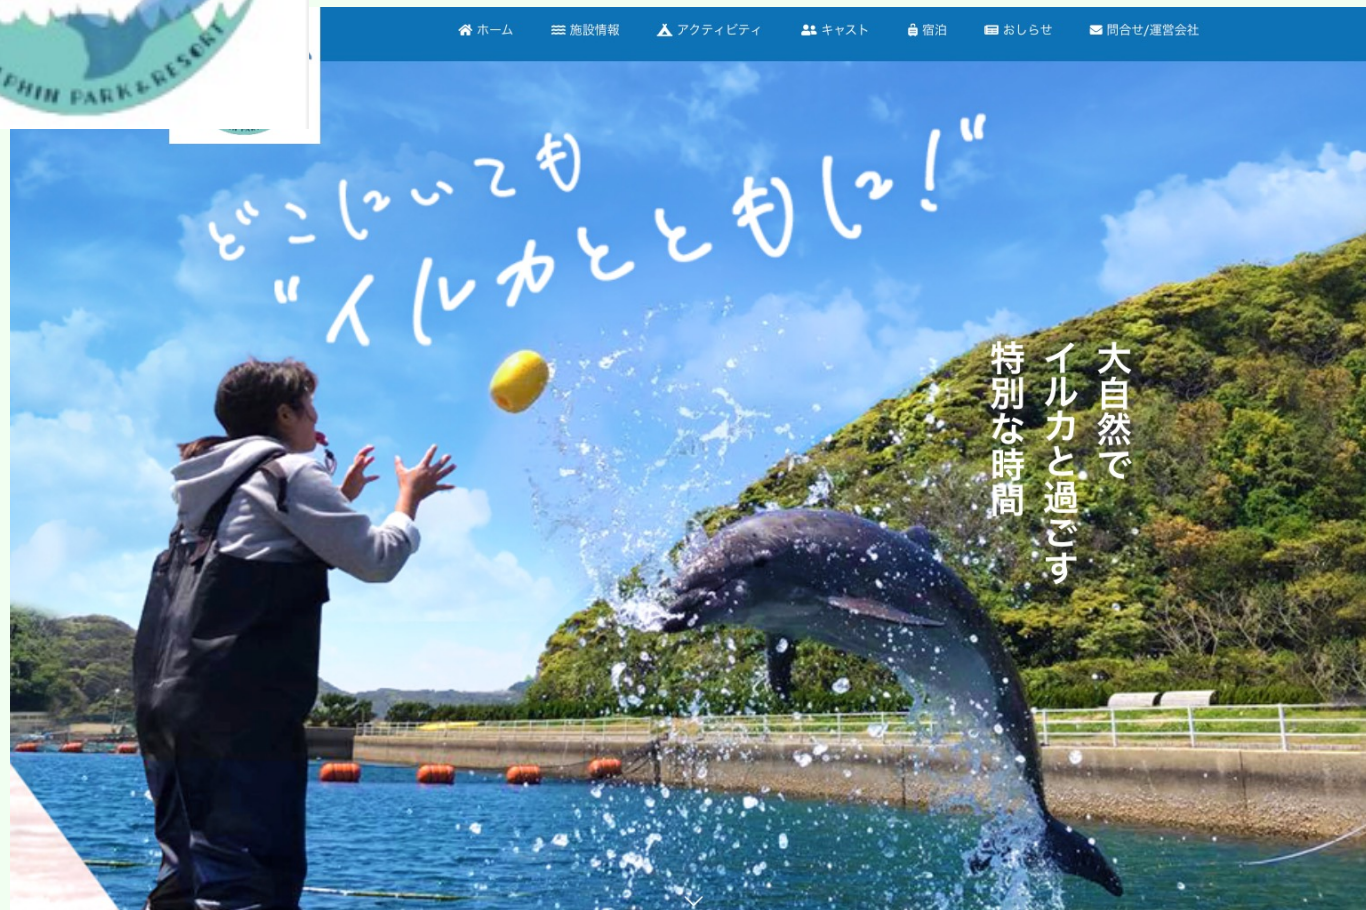 PHIN PARK & RESORT
ホーム
施設情報
アクティビティ
キャスト
宿泊
おしらせ
問合せ/運営会社
どこにいても
"イルカとともに!"
大自然で
イルカと過ごす
特別な時間